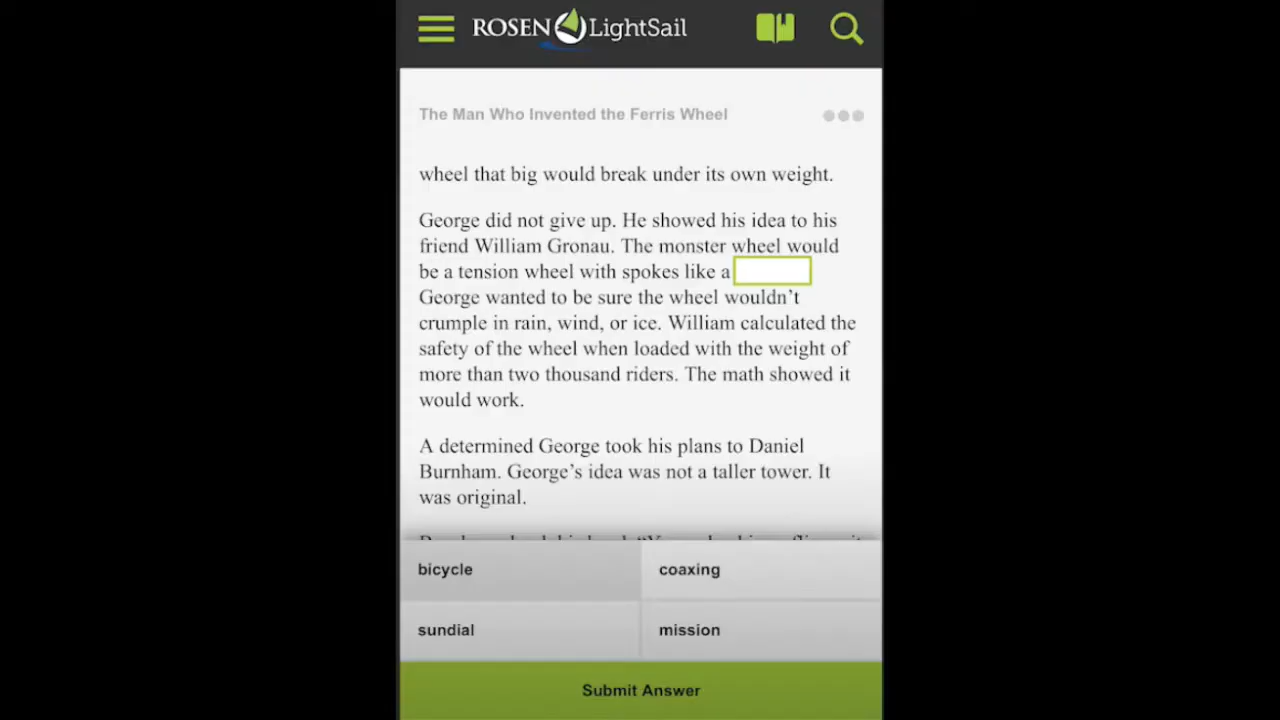 ROSEN LightSail
The Man Who Invented the Ferris Wheel
wheel that big would break under its own weight.
George did not give up. He showed his idea to his
friend William Gronau. The monster wheel would
be a tension wheel with spokes like a
George wanted to be sure the wheel wouldn't
crumple in rain, wind, or ice. William calculated the
safety of the wheel when loaded with the weight of
more than two thousand riders. The math showed it
would work.
A determined George took his plans to Daniel
Burnham. George's idea was not a taller tower. It
was original.
bicycle
coaxing
sundial
mission
Submit Answer